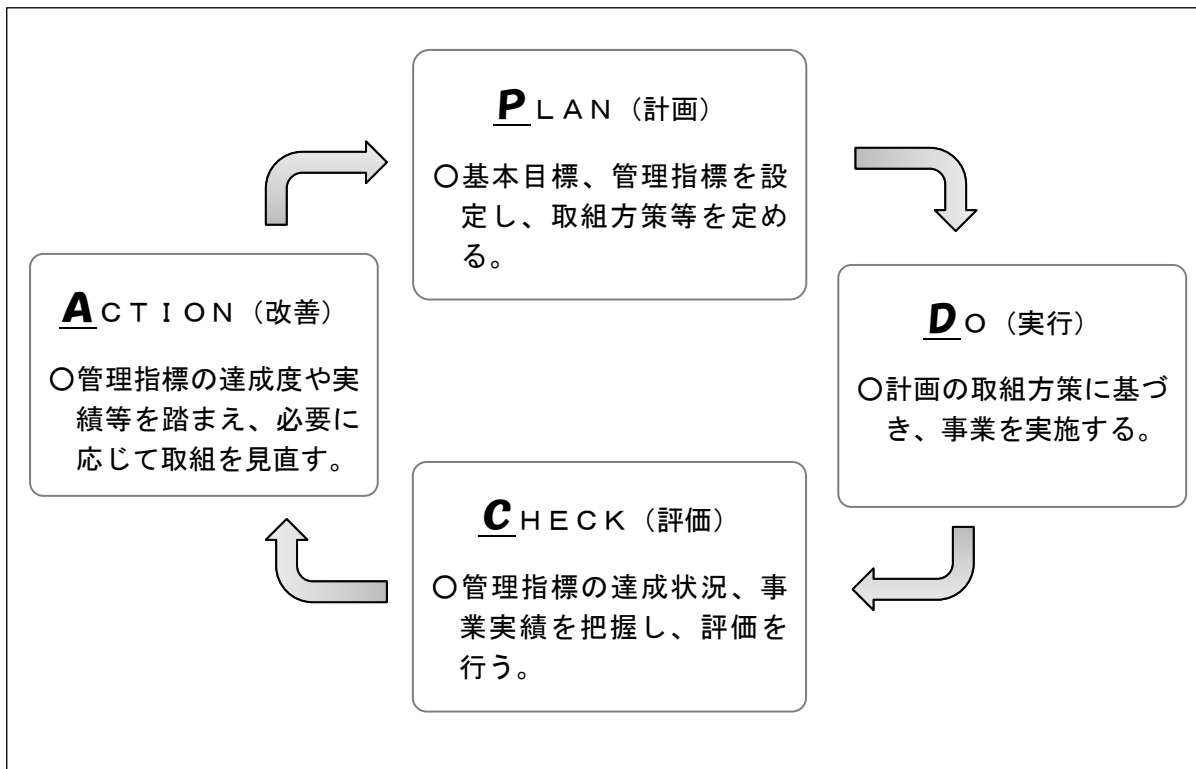 ＰＬＡＮ（計画）
○基本目標、管理指標を設
定し、取組方策等を定め
る。
ＤＯ（実行）
○計画の取組方策に基づ
き、事業を実施する。
ＣＨＥＣＫ（評価）
○管理指標の達成状況、事
業実績を把握し、評価を
行う。
ＡＣＴＩＯＮ（改善）
○管理指標の達成度や実
績等を踏まえ、必要に
応じて取組を見直す。